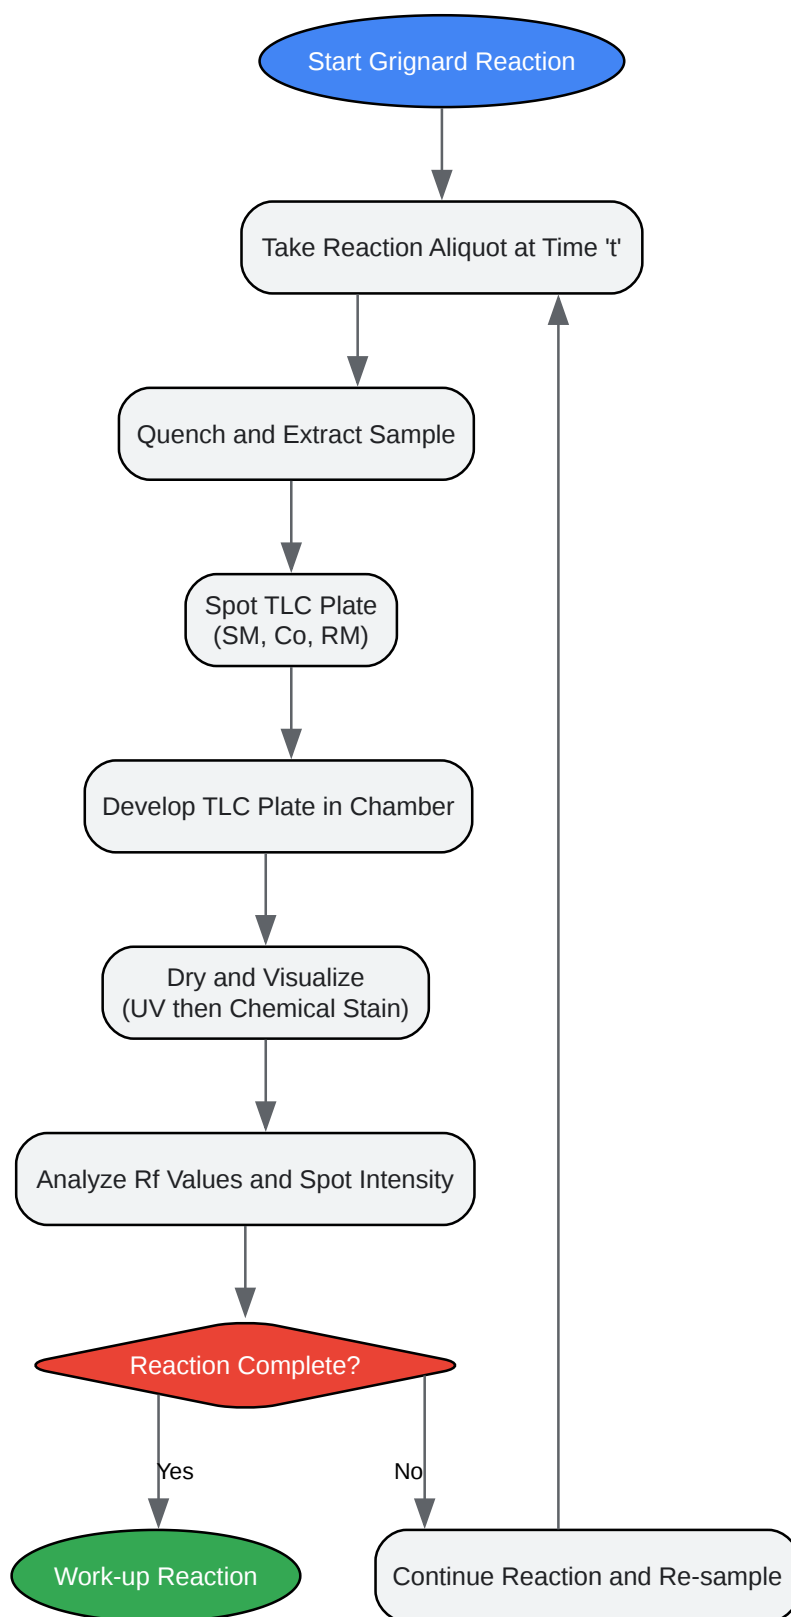 Start Grignard Reaction
Take Reaction Aliquot at Time 't'
Quench and Extract Sample
Spot TLC Plate
(SM, Co, RM)
Develop TLC Plate in Chamber
Dry and Visualize
(UV then Chemical Stain)
Analyze Rf Values and Spot Intensity
Reaction Complete?
Yes
No
Work-up Reaction
Continue Reaction and Re-sample